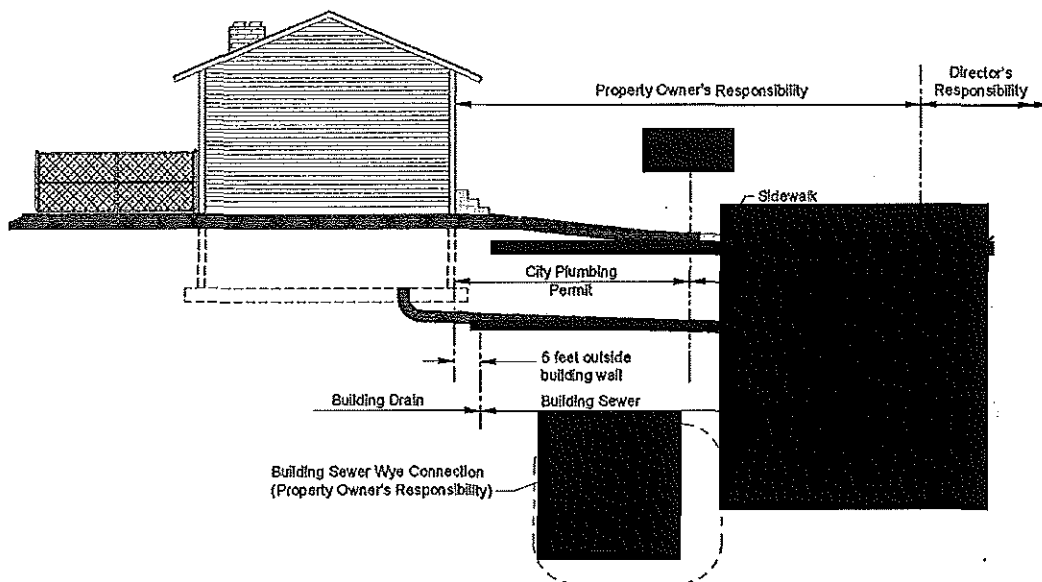 Director's
Property Owner's Responsibility
Responsibility
Sidewalk
City Plumbing
Permit
5 feet outside
building wall
Building Drain
Building Sewer
Building Sewer Wye Connection
(Property Owner's Responsibility)